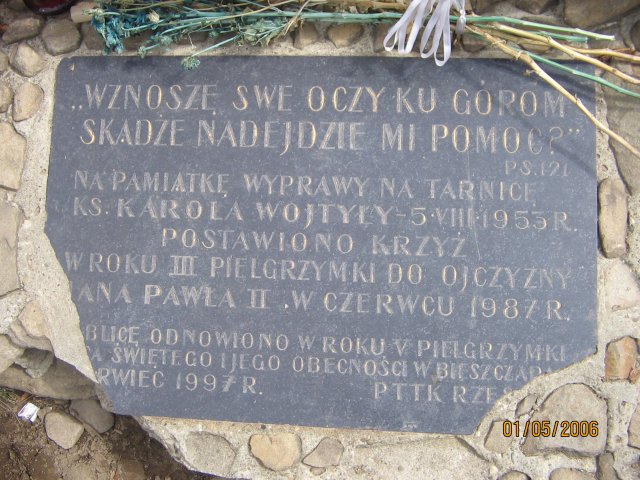 „WZNOSZĘ SWE OCZY KU GÓROM
SKĄDŻE NADEJDZIE MI POMOC?"
PS.121
NA PAMIĄTKĘ WYPRAWY NA TARNICĘ
KS. KAROLA WOJTYŁY - 5.VIII.1953 R.
POSTAWIONO KRZYŻ
W ROKU III PIELGRZYMKI DO OJCZYZNY
ANA PAWŁA II . W CZERWCU 1987 R.
BLICĘ ODNOWIONO W ROKU V PIELGRZYMKI
A ŚWIĘTEGO I JEGO OBECNOŚCI W BIESZCZADA
RWIEC 1997 R. PTTK RZE
01/05/2006